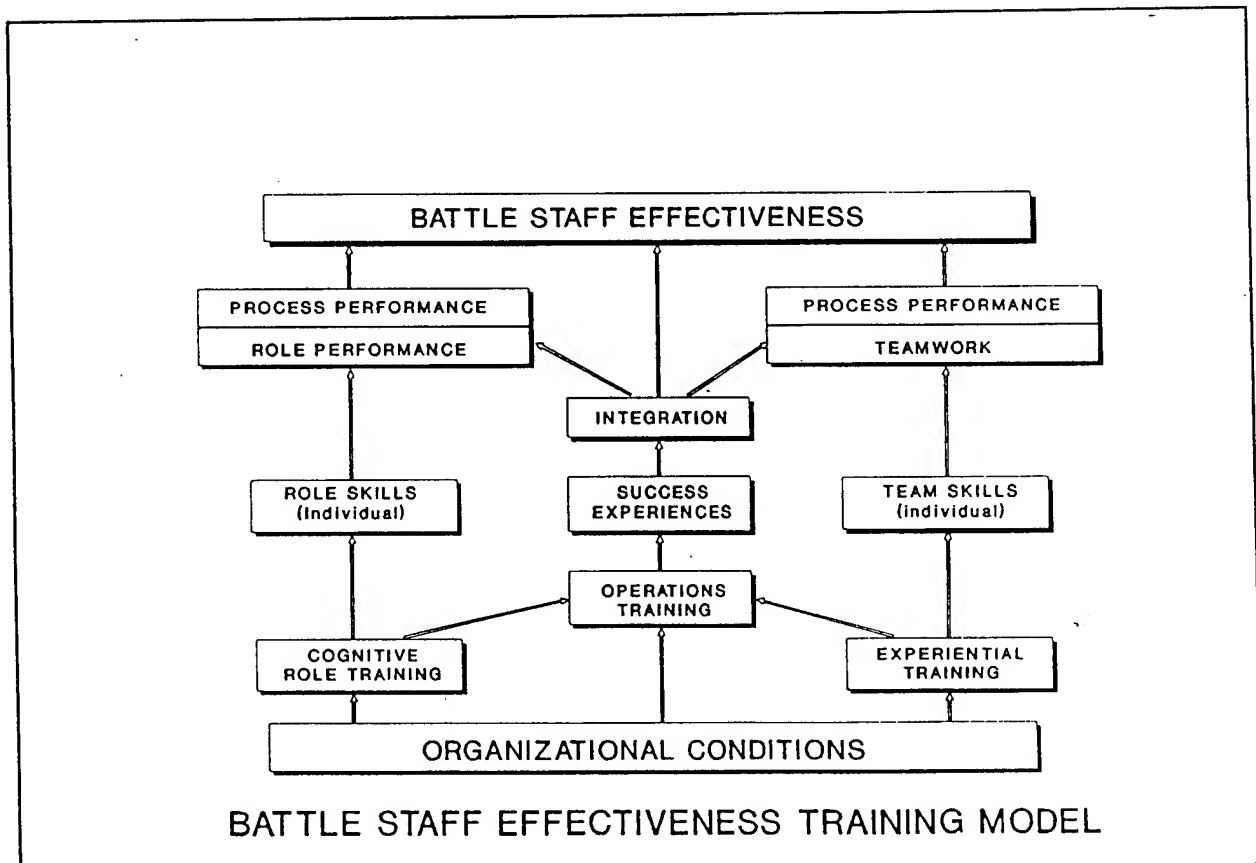 BATTLE STAFF EFFECTIVENESS
PROCESS PERFORMANCE
ROLE PERFORMANCE
PROCESS PERFORMANCE
TEAMWORK
INTEGRATION
ROLE SKILLS
(Individual)
SUCCESS
EXPERIENCES
TEAM SKILLS
(individual)
OPERATIONS
TRAINING
COGNITIVE
ROLE TRAINING
EXPERIENTIAL
TRAINING
ORGANIZATIONAL CONDITIONS
BATTLE STAFF EFFECTIVENESS TRAINING MODEL